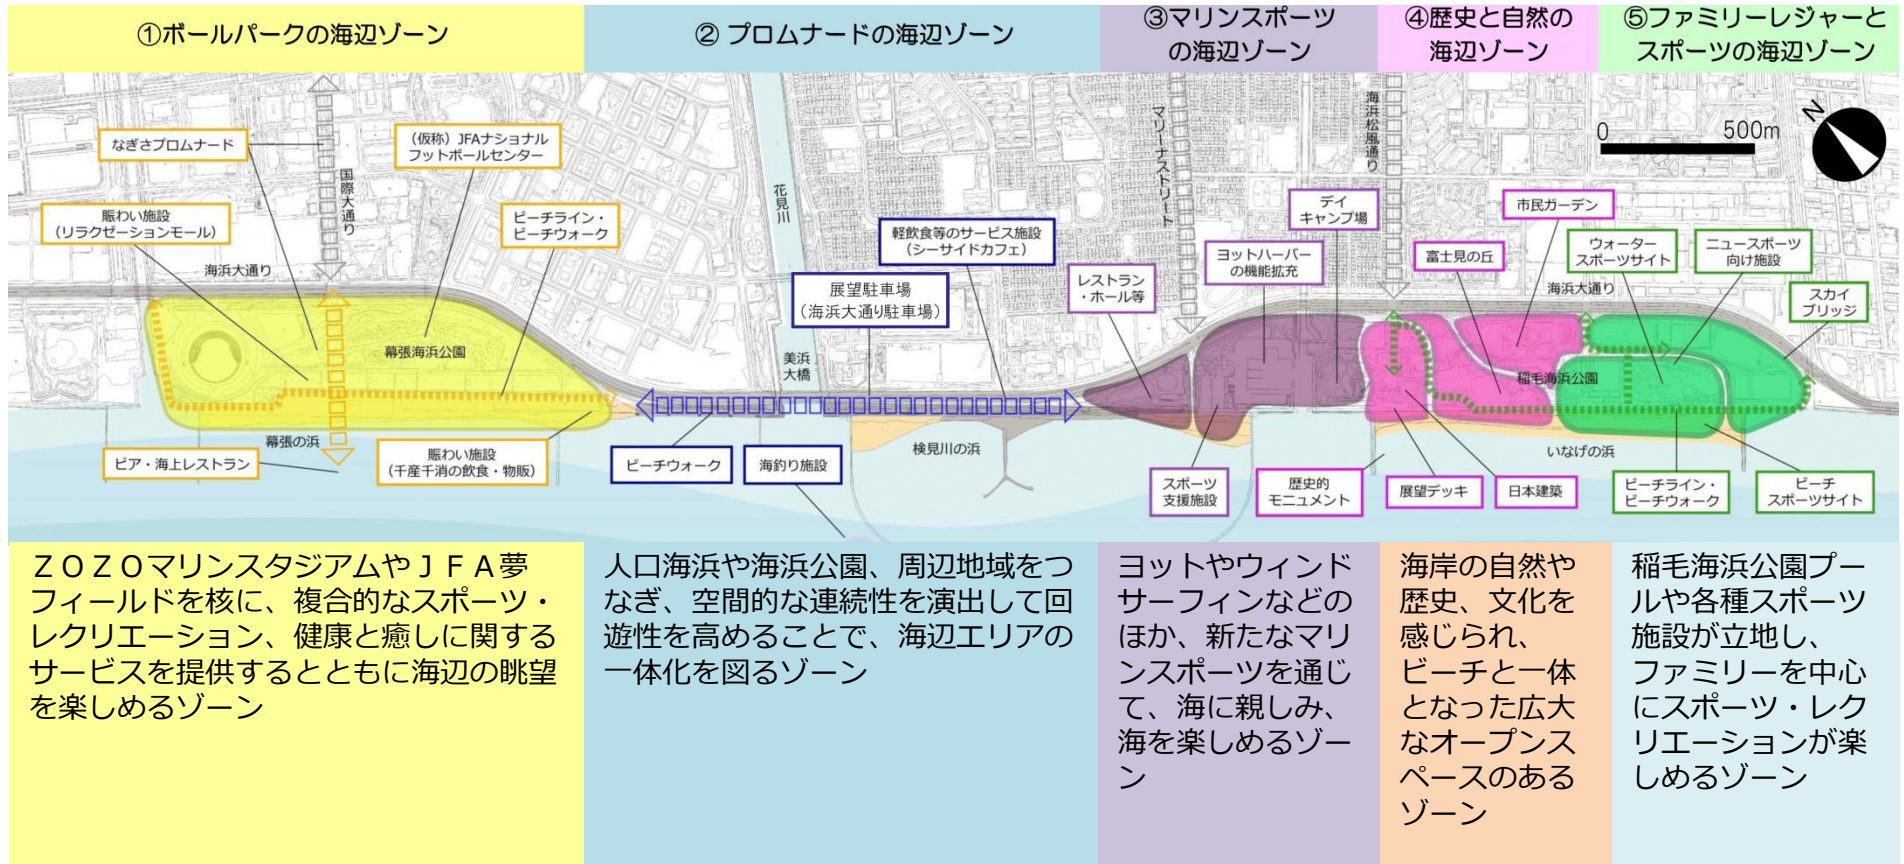 ①ボールパークの海辺ゾーン
② プロムナードの海辺ゾーン
③マリンスポーツ
の海辺ゾーン
④歴史と自然の
海辺ゾーン
⑤ファミリーレジャーと
スポーツの海辺ゾーン
なぎさプロムナード
（仮称）JFAナショナル
フットボールセンター
国際大通り
賑わい施設
（リラクゼーションモール）
ビーチライン・
ビーチウォーク
海浜大通り
幕張海浜公園
幕張の浜
ピア・海上レストラン
賑わい施設
（千産千消の飲食・物販）
花見川
軽飲食等のサービス施設
（シーサイドカフェ）
展望駐車場
（海浜大通り駐車場）
美浜
大橋
ビーチウォーク
海釣り施設
検見川の浜
マリーナストリート
海浜松風通り
デイ
キャンプ場
ヨットハーバー
の機能拡充
レストラン
・ホール等
スポーツ
支援施設
歴史的
モニュメント
市民ガーデン
富士見の丘
展望デッキ
日本建築
0
500m
N
ウォーター
スポーツサイト
ニュースポーツ
向け施設
海浜大通り
スカイ
ブリッジ
稲毛海浜公園
いなげの浜
ビーチライン・
ビーチウォーク
ビーチ
スポーツサイト
ＺＯＺＯマリンスタジアムやＪＦＡ夢
フィールドを核に、複合的なスポーツ・
レクリエーション、健康と癒しに関する
サービスを提供するとともに海辺の眺望
を楽しめるゾーン
人口海浜や海浜公園、周辺地域をつ
なぎ、空間的な連続性を演出して回
遊性を高めることで、海辺エリアの
一体化を図るゾーン
ヨットやウィンド
サーフィンなどの
ほか、新たなマリ
ンスポーツを通じ
て、海に親しみ、
海を楽しめるゾー
ン
海岸の自然や
歴史、文化を
感じられ、
ビーチと一体
となった広大
なオープンス
ペースのある
ゾーン
稲毛海浜公園プー
ルや各種スポーツ
施設が立地し、
ファミリーを中心
にスポーツ・レク
リエーションが楽
しめるゾーン